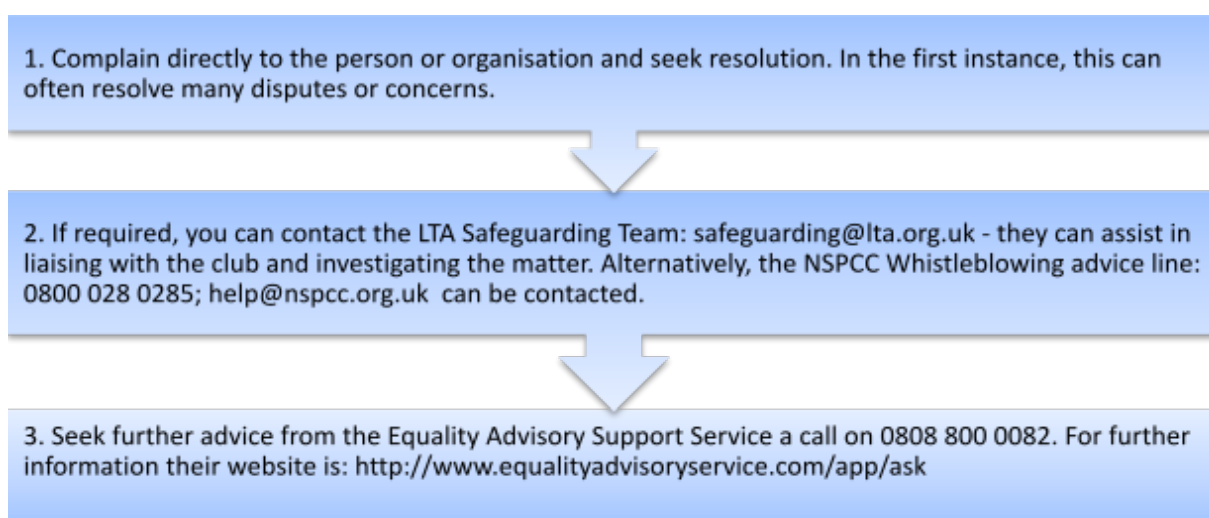 1. Complain directly to the person or organisation and seek resolution. In the first instance, this can
often resolve many disputes or concerns.
2. If required, you can contact the LTA Safeguarding Team: safeguarding@lta.org.uk - they can assist in
liaising with the club and investigating the matter. Alternatively, the NSPCC Whistleblowing advice line:
0800 028 0285; help@nspcc.org.uk  can be contacted.
3. Seek further advice from the Equality Advisory Support Service a call on 0808 800 0082. For further
information their website is: http://www.equalityadvisoryservice.com/app/ask